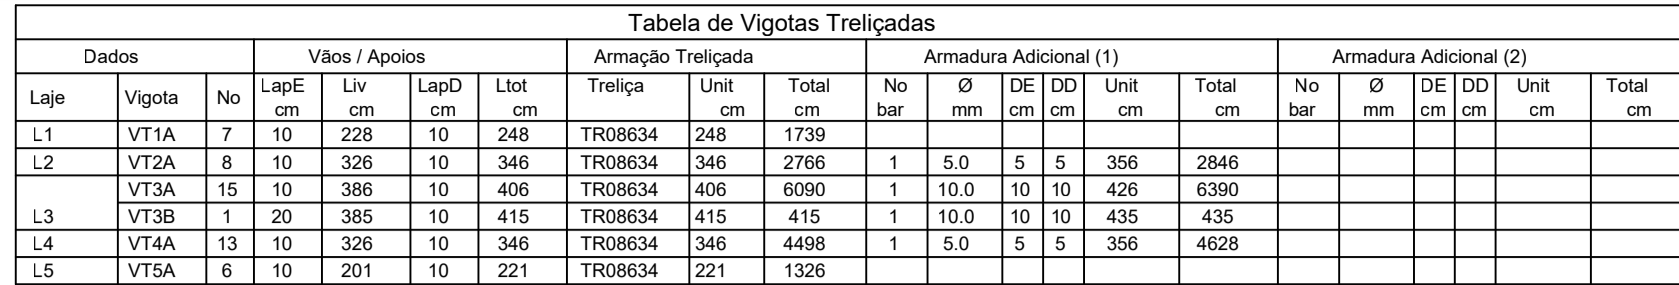 Tabela de Vigotas Treliçadas
Dados Vãos / Apoios Armação Treliçada Armadura Adicional (1) Armadura Adicional (2)
Laje Vigota No LapE cm Liv cm LapD cm Ltot cm Treliça Unit cm Total cm No bar Ø mm DE cm DD cm Unit cm Total cm No bar Ø mm DE cm DD cm Unit cm Total cm
L1 VT1A 7 10 228 10 248 TR08634 248 1739
L2 VT2A 8 10 326 10 346 TR08634 346 2766 1 5.0 5 5 356 2846
VT3A 15 10 386 10 406 TR08634 406 6090 1 10.0 10 10 426 6390
L3 VT3B 1 20 385 10 415 TR08634 415 415 1 10.0 10 10 435 435
L4 VT4A 13 10 326 10 346 TR08634 346 4498 1 5.0 5 5 356 4628
L5 VT5A 6 10 201 10 221 TR08634 221 1326